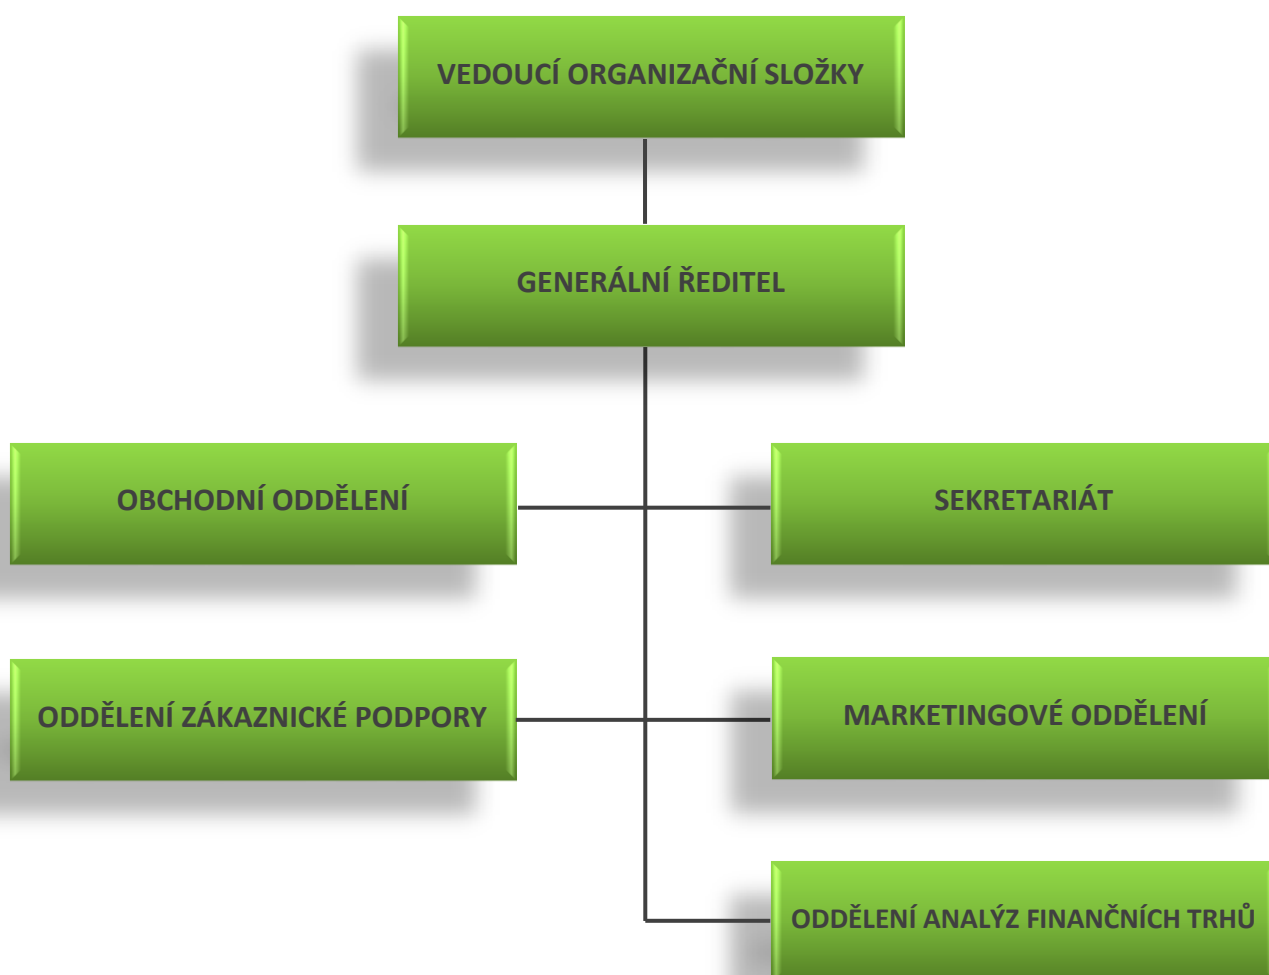 VEDOUCÍ ORGANIZAČNÍ SLOŽKY
GENERÁLNÍ ŘEDITEL
OBCHODNÍ ODDĚLENÍ
SEKRETARIÁT
ODDĚLENÍ ZÁKAZNICKÉ PODPORY
MARKETINGOVÉ ODDĚLENÍ
ODDĚLENÍ ANALÝZ FINANČNÍCH TRHŮ